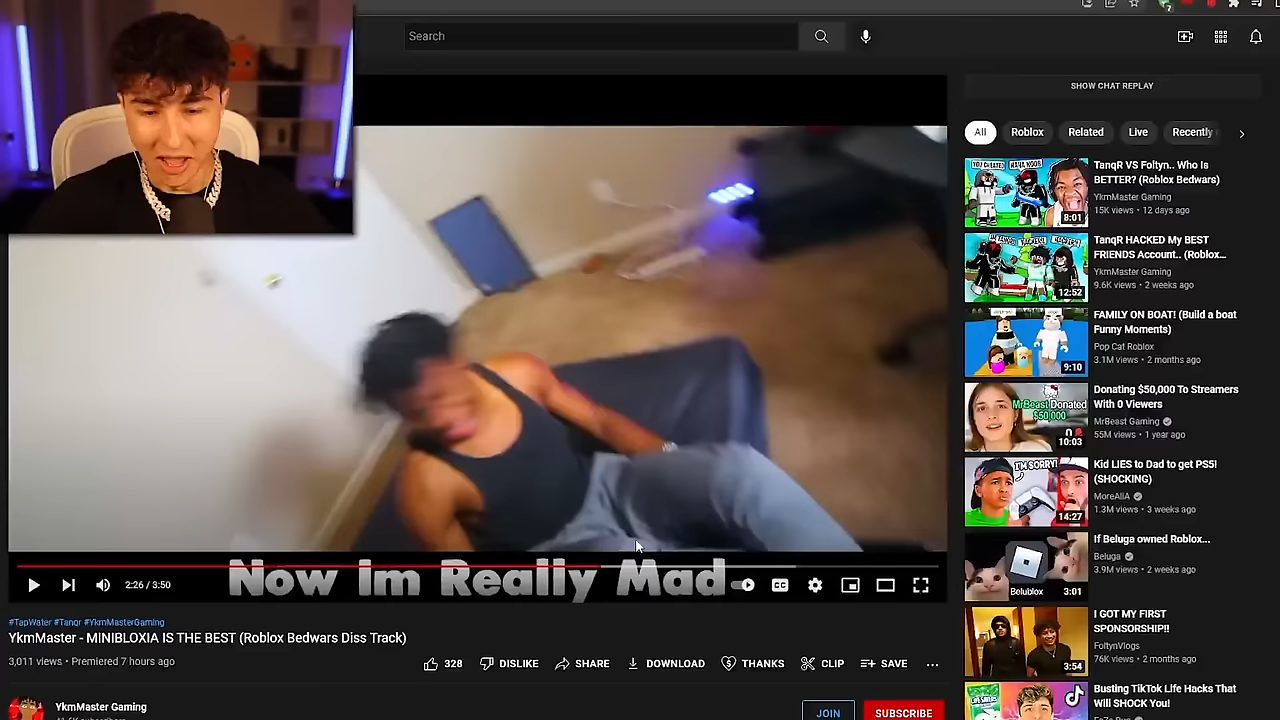 Search
SHOW CHAT REPLAY
All
Roblox
Related
Live
Recently
TanqR VS Foltyn.. Who Is
BETTER? (Roblox Bedwars)
YkmMaster Gaming
15K views • 12 days ago
8:01
TanqR HACKED My BEST
FRIENDS Account.. (Roblox...
YkmMaster Gaming
9.6K views • 2 weeks ago
12:52
FAMILY ON BOAT! (Build a boat
Funny Moments)
Pop Cat Roblox
3.1M views • 2 months ago
9:10
Donating $50,000 To Streamers
With 0 Viewers
MrBeast Gaming
55M views • 1 year ago
MrBeast Donated
$50,000
10:03
Kid LIES to Dad to get PS5!
(SHOCKING)
MoreAliA
1.3M views • 3 weeks ago
I'M SORRY!
14:27
If Beluga owned Roblox...
Beluga
3.9M views • 2 weeks ago
Belublox
3:01
I GOT MY FIRST
SPONSORSHIP!!
FoltynVlogs
76K views • 2 months ago
3:54
Busting TikTok Life Hacks That
Will SHOCK You!
Now im Really Mad
2:26 / 3:50
CC
#TapWater #Tanqr #YkmMasterGaming
YkmMaster - MINIBLOXIA IS THE BEST (Roblox Bedwars Diss Track)
3,011 views • Premiered 7 hours ago
328
DISLIKE
SHARE
DOWNLOAD
THANKS
CLIP
SAVE
YkmMaster Gaming
JOIN
SUBSCRIBE